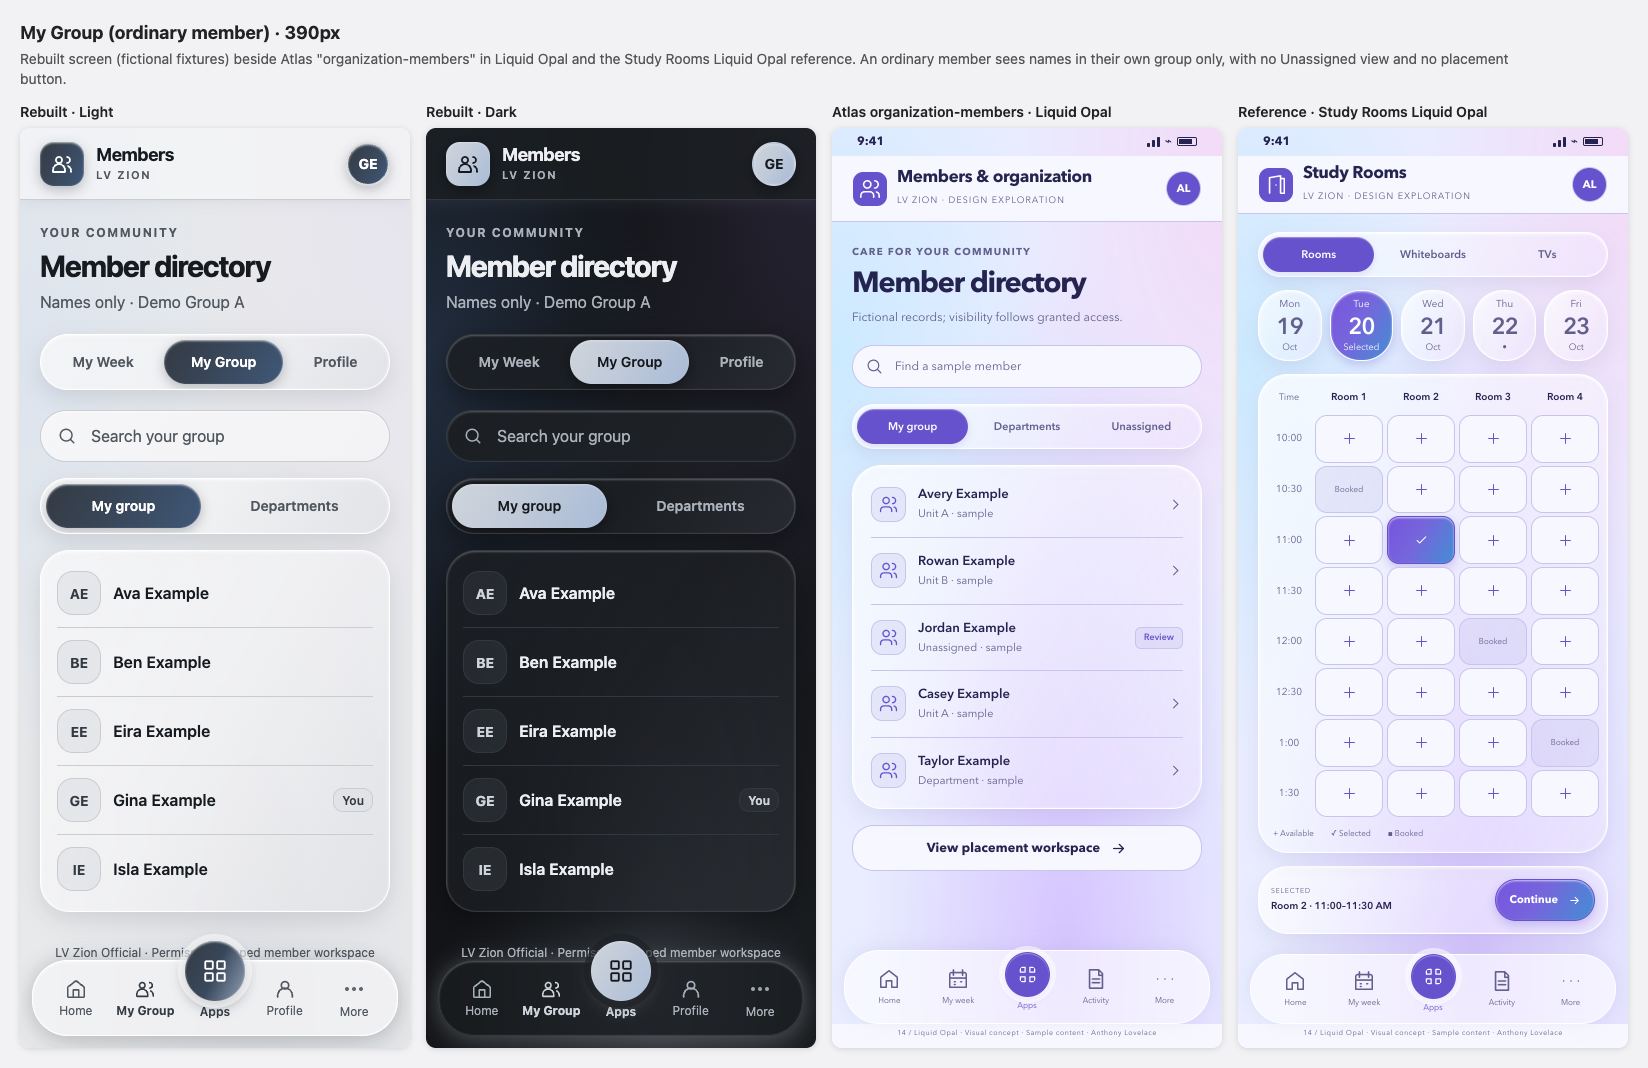 My Group (ordinary member) · 390px
Rebuilt screen (fictional fixtures) beside Atlas "organization-members" in Liquid Opal and the Study Rooms Liquid Opal reference. An ordinary member sees names in their own group only, with no Unassigned view and no placement
button.
Rebuilt · Light
Members
LV ZION
GE
YOUR COMMUNITY
Member directory
Names only · Demo Group A
My Week
My Group
Profile
Search your group
My group
Departments
AE
Ava Example
BE
Ben Example
EE
Eira Example
GE
Gina Example
You
IE
Isla Example
LV Zion Official · ed member workspace
Home
My Group
Apps
Profile
More
Rebuilt · Dark
Members
LV ZION
GE
YOUR COMMUNITY
Member directory
Names only · Demo Group A
My Week
My Group
Profile
Search your group
My group
Departments
AE
Ava Example
BE
Ben Example
EE
Eira Example
GE
Gina Example
You
IE
Isla Example
LV Zion Official · ed member workspace
Home
My Group
Apps
Profile
More
Atlas organization-members · Liquid Opal
9:41
Members & organization
LV ZION · DESIGN EXPLORATION
AL
CARE FOR YOUR COMMUNITY
Member directory
Fictional records; visibility follows granted access.
Find a sample member
My group
Departments
Unassigned
Avery Example
Unit A · sample
Rowan Example
Unit B · sample
Jordan Example
Unassigned · sample
Review
Casey Example
Unit A · sample
Taylor Example
Department · sample
View placement workspace →
Home
My week
Apps
Activity
More
14 / Liquid Opal · Visual concept · Sample content · Anthony Lovelace
Reference · Study Rooms Liquid Opal
9:41
Study Rooms
LV ZION · DESIGN EXPLORATION
AL
Rooms
Whiteboards
TVs
Mon 19 Oct
Tue 20 Selected
Wed 21 Oct
Thu 22 •
Fri 23 Oct
Time Room 1 Room 2 Room 3 Room 4
10:00 + + + +
10:30 Booked + + +
11:00 + ✓ + +
11:30 + + + +
12:00 + + Booked +
12:30 + + + +
1:00 + + + Booked
1:30 + + + +
+ Available ✓ Selected ■ Booked
SELECTED
Room 2 · 11:00–11:30 AM
Continue →
Home
My week
Apps
Activity
More
14 / Liquid Opal · Visual concept · Sample content · Anthony Lovelace